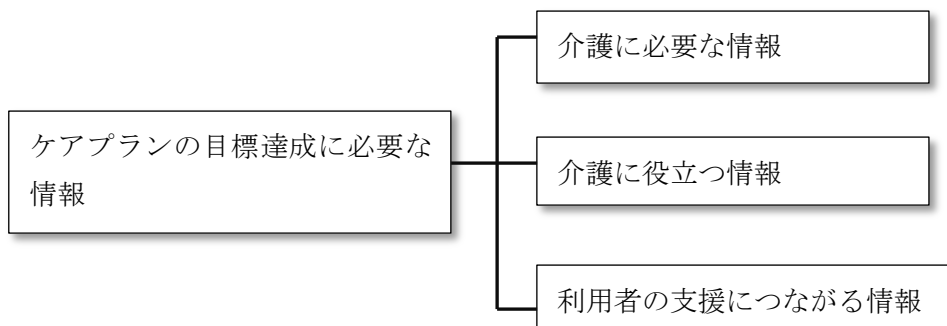 介護に必要な情報
ケアプランの目標達成に必要な
情報
介護に役立つ情報
利用者の支援につながる情報